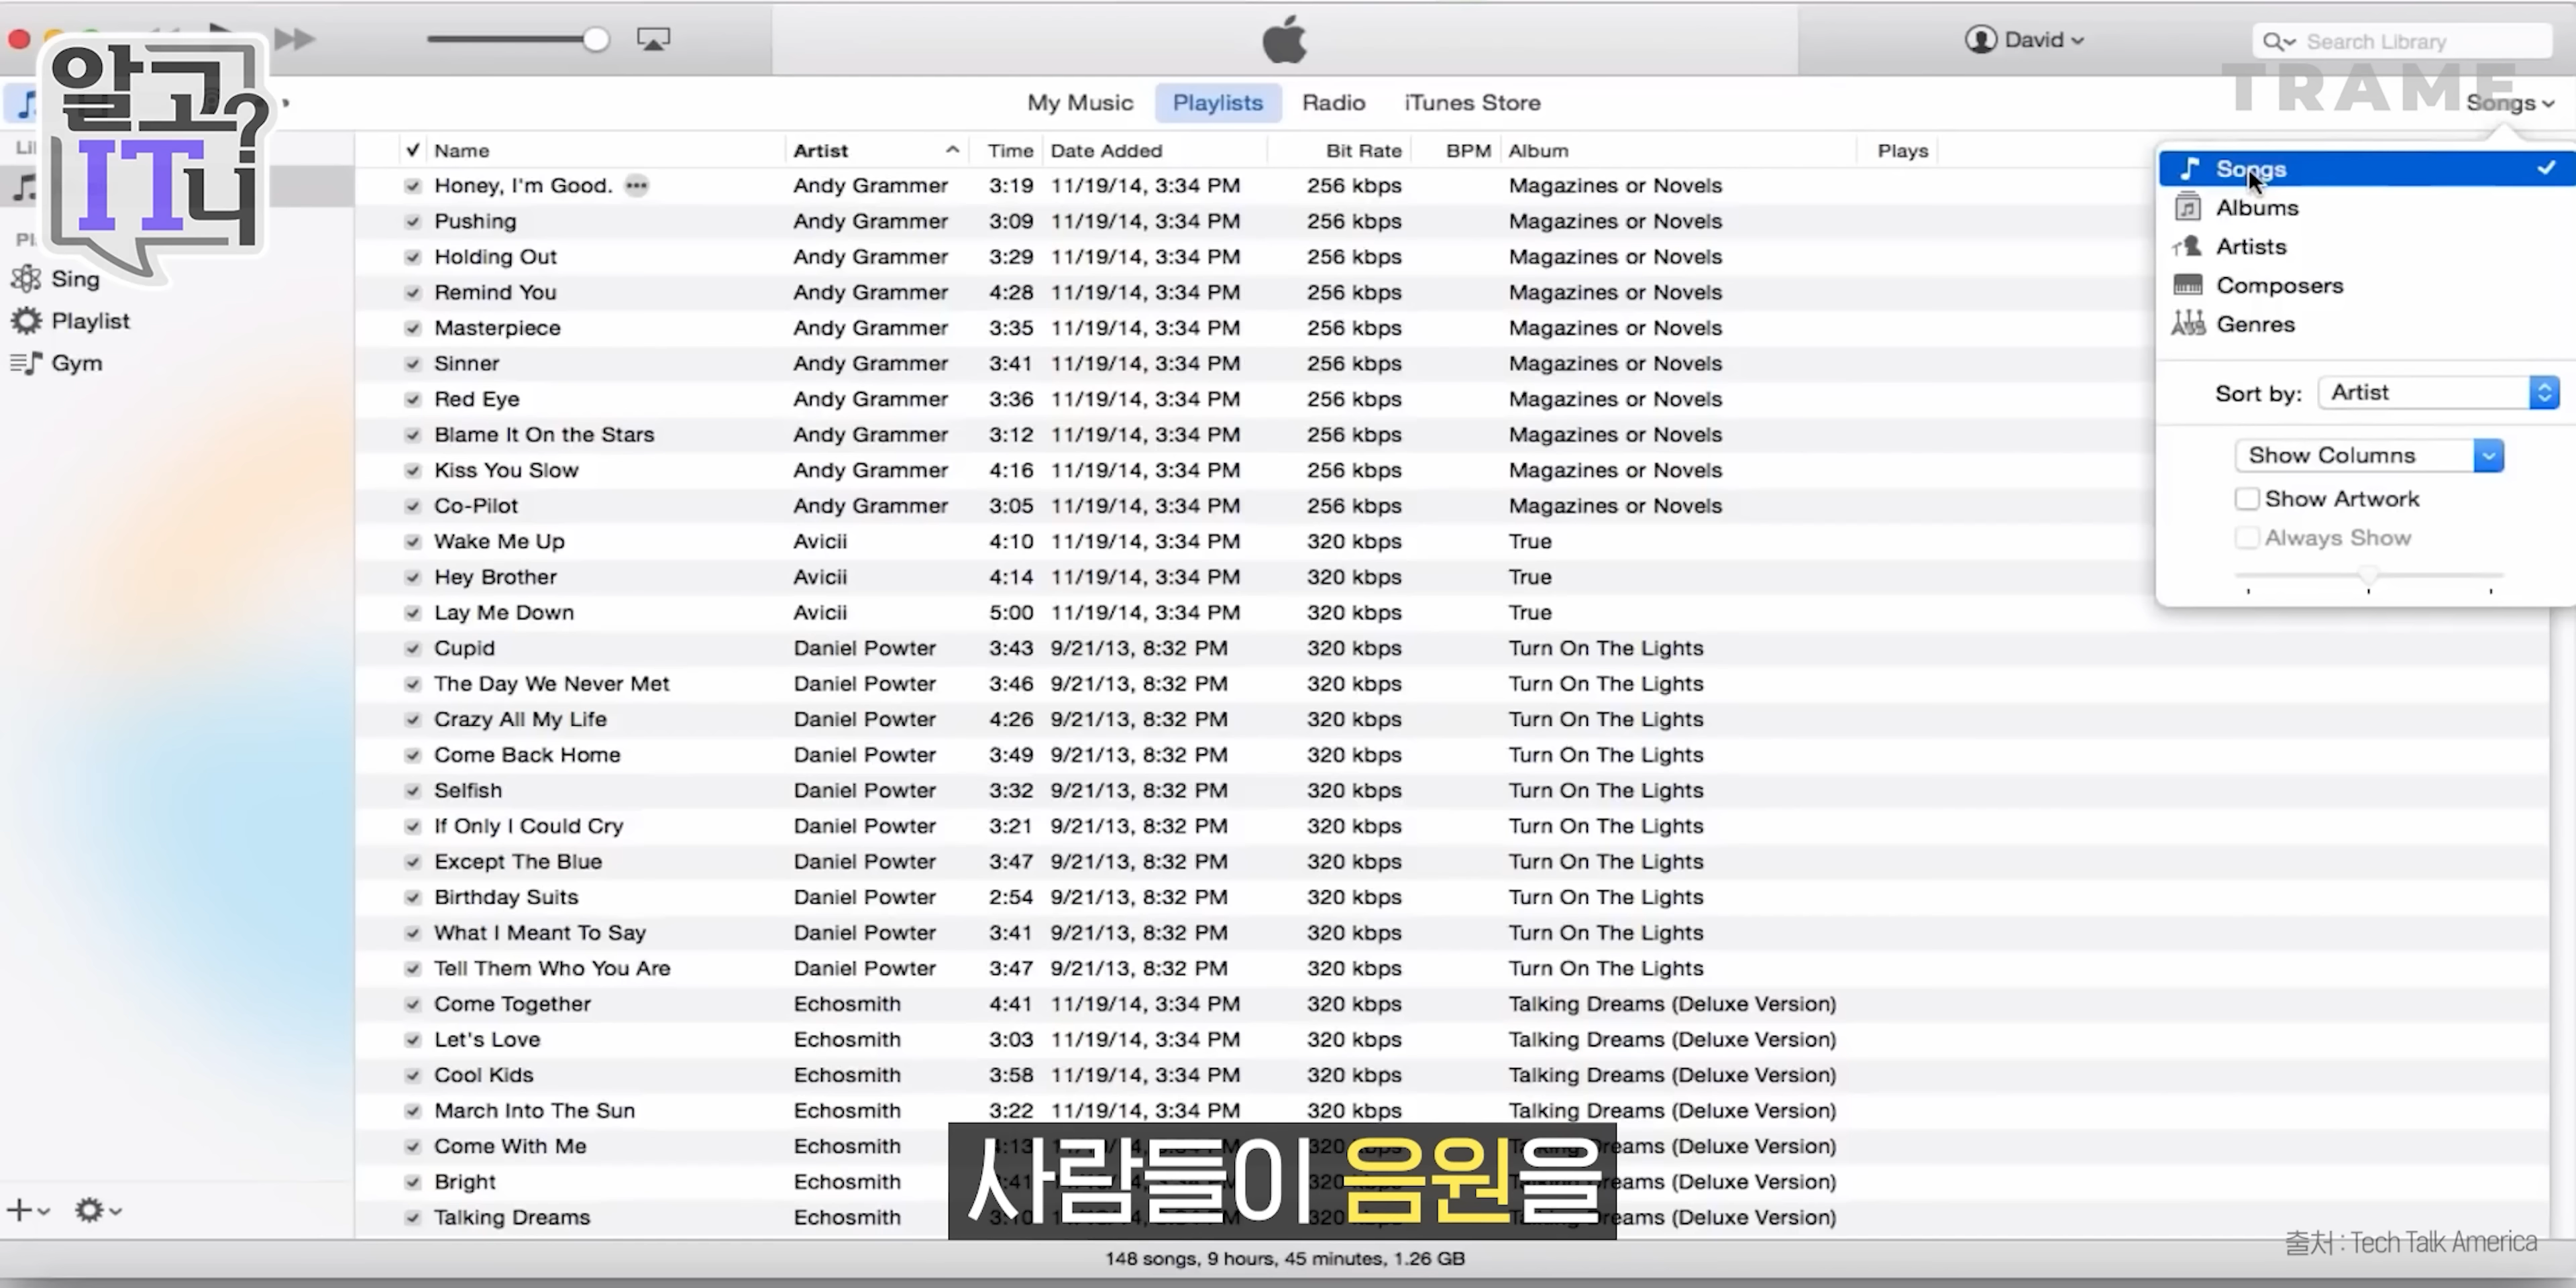 David
Search Library
알고
IT니?
TRAME
My Music Playlists Radio iTunes Store Songs
Name Artist Time Date Added Bit Rate BPM Album Plays
Honey, I'm Good. Andy Grammer 3:19 11/19/14, 3:34 PM 256 kbps Magazines or Novels
Pushing Andy Grammer 3:09 11/19/14, 3:34 PM 256 kbps Magazines or Novels
Holding Out Andy Grammer 3:29 11/19/14, 3:34 PM 256 kbps Magazines or Novels
Remind You Andy Grammer 4:28 11/19/14, 3:34 PM 256 kbps Magazines or Novels
Masterpiece Andy Grammer 3:35 11/19/14, 3:34 PM 256 kbps Magazines or Novels
Sinner Andy Grammer 3:41 11/19/14, 3:34 PM 256 kbps Magazines or Novels
Red Eye Andy Grammer 3:36 11/19/14, 3:34 PM 256 kbps Magazines or Novels
Blame It On the Stars Andy Grammer 3:12 11/19/14, 3:34 PM 256 kbps Magazines or Novels
Kiss You Slow Andy Grammer 4:16 11/19/14, 3:34 PM 256 kbps Magazines or Novels
Co-Pilot Andy Grammer 3:05 11/19/14, 3:34 PM 256 kbps Magazines or Novels
Wake Me Up Avicii 4:10 11/19/14, 3:34 PM 320 kbps True
Hey Brother Avicii 4:14 11/19/14, 3:34 PM 320 kbps True
Lay Me Down Avicii 5:00 11/19/14, 3:34 PM 320 kbps True
Cupid Daniel Powter 3:43 9/21/13, 8:32 PM 320 kbps Turn On The Lights
The Day We Never Met Daniel Powter 3:46 9/21/13, 8:32 PM 320 kbps Turn On The Lights
Crazy All My Life Daniel Powter 4:26 9/21/13, 8:32 PM 320 kbps Turn On The Lights
Come Back Home Daniel Powter 3:49 9/21/13, 8:32 PM 320 kbps Turn On The Lights
Selfish Daniel Powter 3:32 9/21/13, 8:32 PM 320 kbps Turn On The Lights
If Only I Could Cry Daniel Powter 3:21 9/21/13, 8:32 PM 320 kbps Turn On The Lights
Except The Blue Daniel Powter 3:47 9/21/13, 8:32 PM 320 kbps Turn On The Lights
Birthday Suits Daniel Powter 2:54 9/21/13, 8:32 PM 320 kbps Turn On The Lights
What I Meant To Say Daniel Powter 3:41 9/21/13, 8:32 PM 320 kbps Turn On The Lights
Tell Them Who You Are Daniel Powter 3:47 9/21/13, 8:32 PM 320 kbps Turn On The Lights
Come Together Echosmith 4:41 11/19/14, 3:34 PM 320 kbps Talking Dreams (Deluxe Version)
Let's Love Echosmith 3:03 11/19/14, 3:34 PM 320 kbps Talking Dreams (Deluxe Version)
Cool Kids Echosmith 3:58 11/19/14, 3:34 PM 320 kbps Talking Dreams (Deluxe Version)
March Into The Sun Echosmith 3:22 11/19/14, 3:34 PM 320 kbps Talking Dreams (Deluxe Version)
Come With Me Echosmith (Deluxe Version)
Bright Echosmith (Deluxe Version)
Talking Dreams Echosmith (Deluxe Version)
Sing
Playlist
Gym
Songs
Albums
Artists
Composers
Genres
Sort by: Artist
Show Columns
Show Artwork
Always Show
사람들이 음원을
출처 : Tech Talk America
148 songs, 9 hours, 45 minutes, 1.26 GB